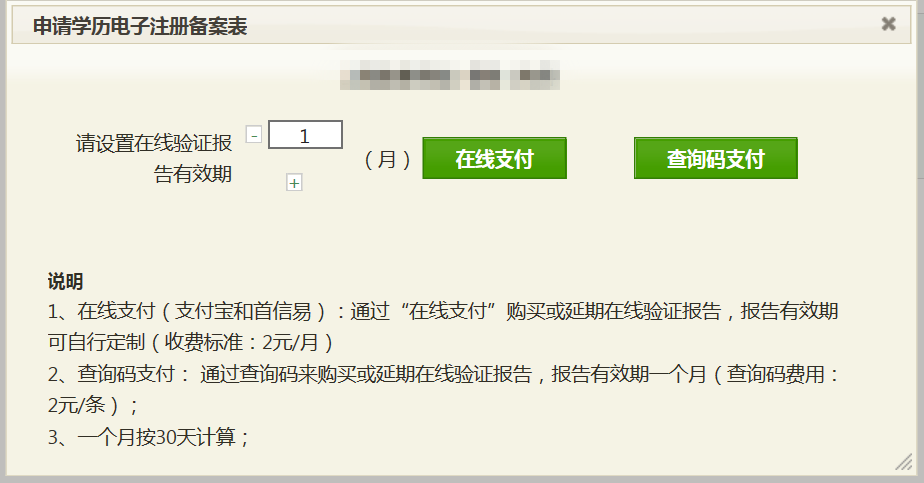 申请学历电子注册备案表
请设置在线验证报
告有效期
-
1
+
（月）
在线支付
查询码支付
说明
1、在线支付（支付宝和首信易）：通过“在线支付”购买或延期在线验证报告，报告有效期
可自行定制（收费标准：2元/月）
2、查询码支付： 通过查询码来购买或延期在线验证报告，报告有效期一个月（查询码费用：
2元/条）；
3、一个月按30天计算；